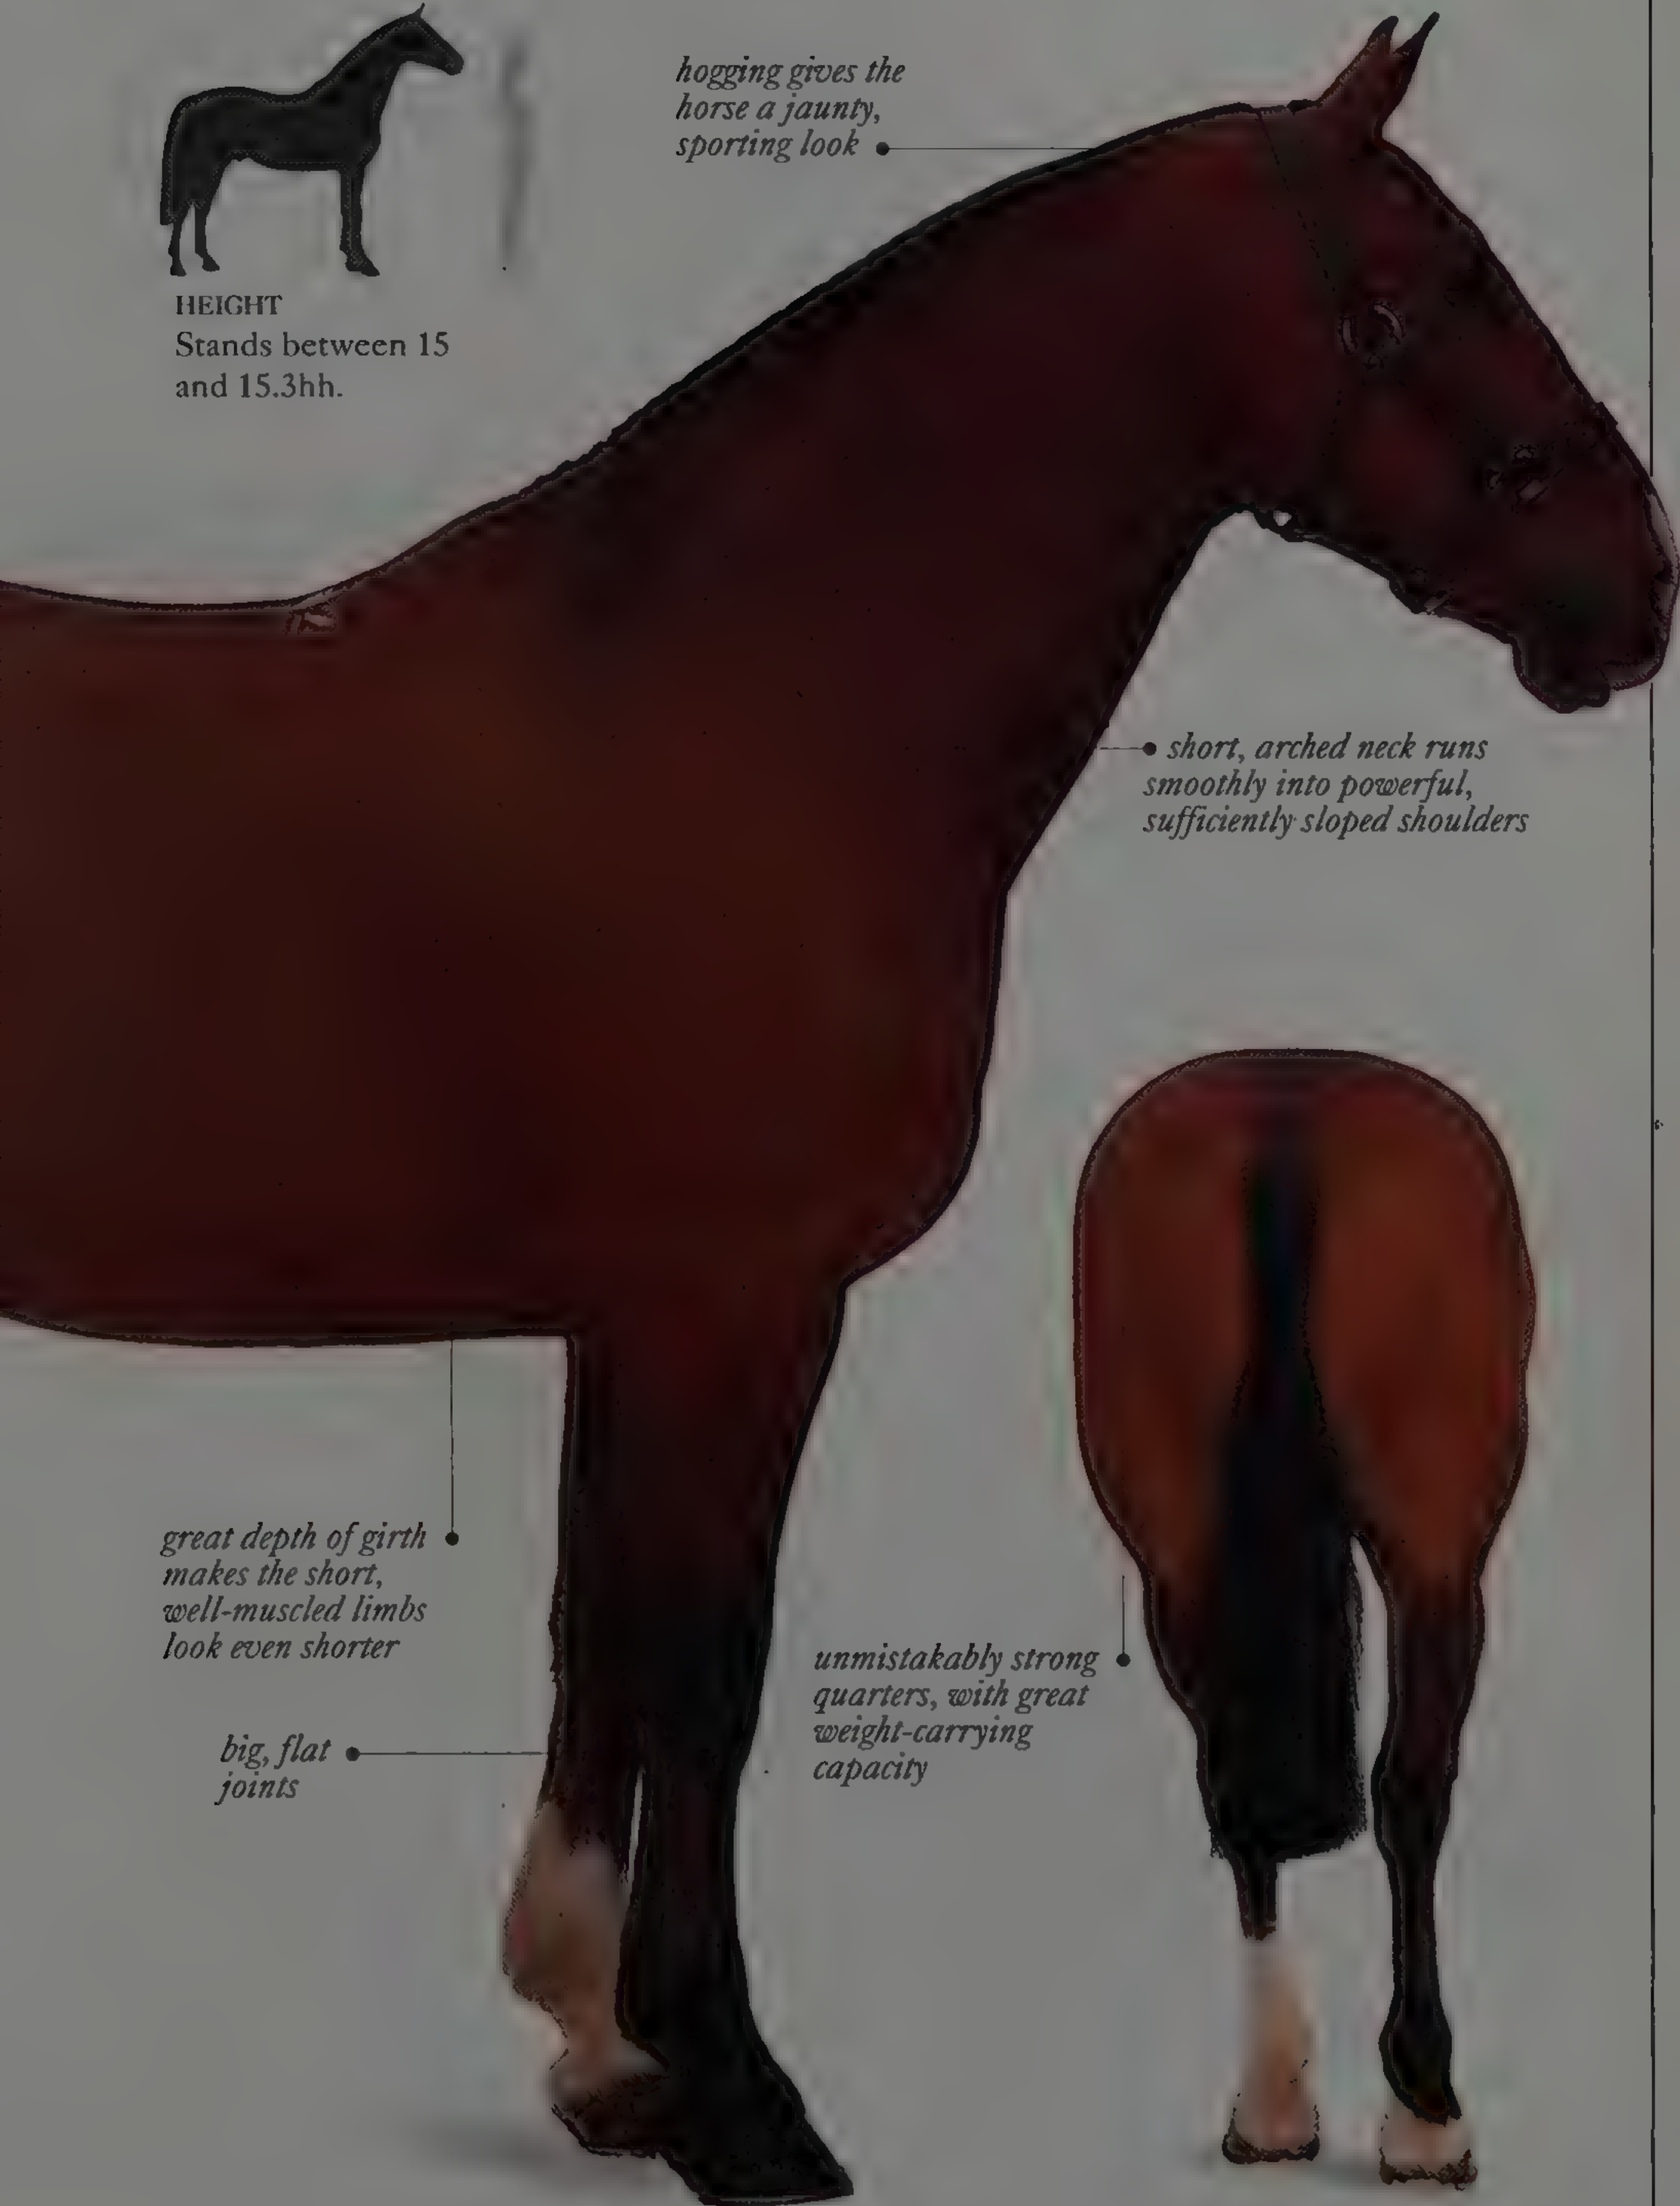 hogging gives the
horse a jaunty,
sporting look
HEIGHT
Stands between 15
and 15.3hh.
short, arched neck runs
smoothly into powerful,
sufficiently sloped shoulders
great depth of girth
makes the short,
well-muscled limbs
look even shorter
unmistakably strong
quarters, with great
weight-carrying
capacity
big, flat
joints